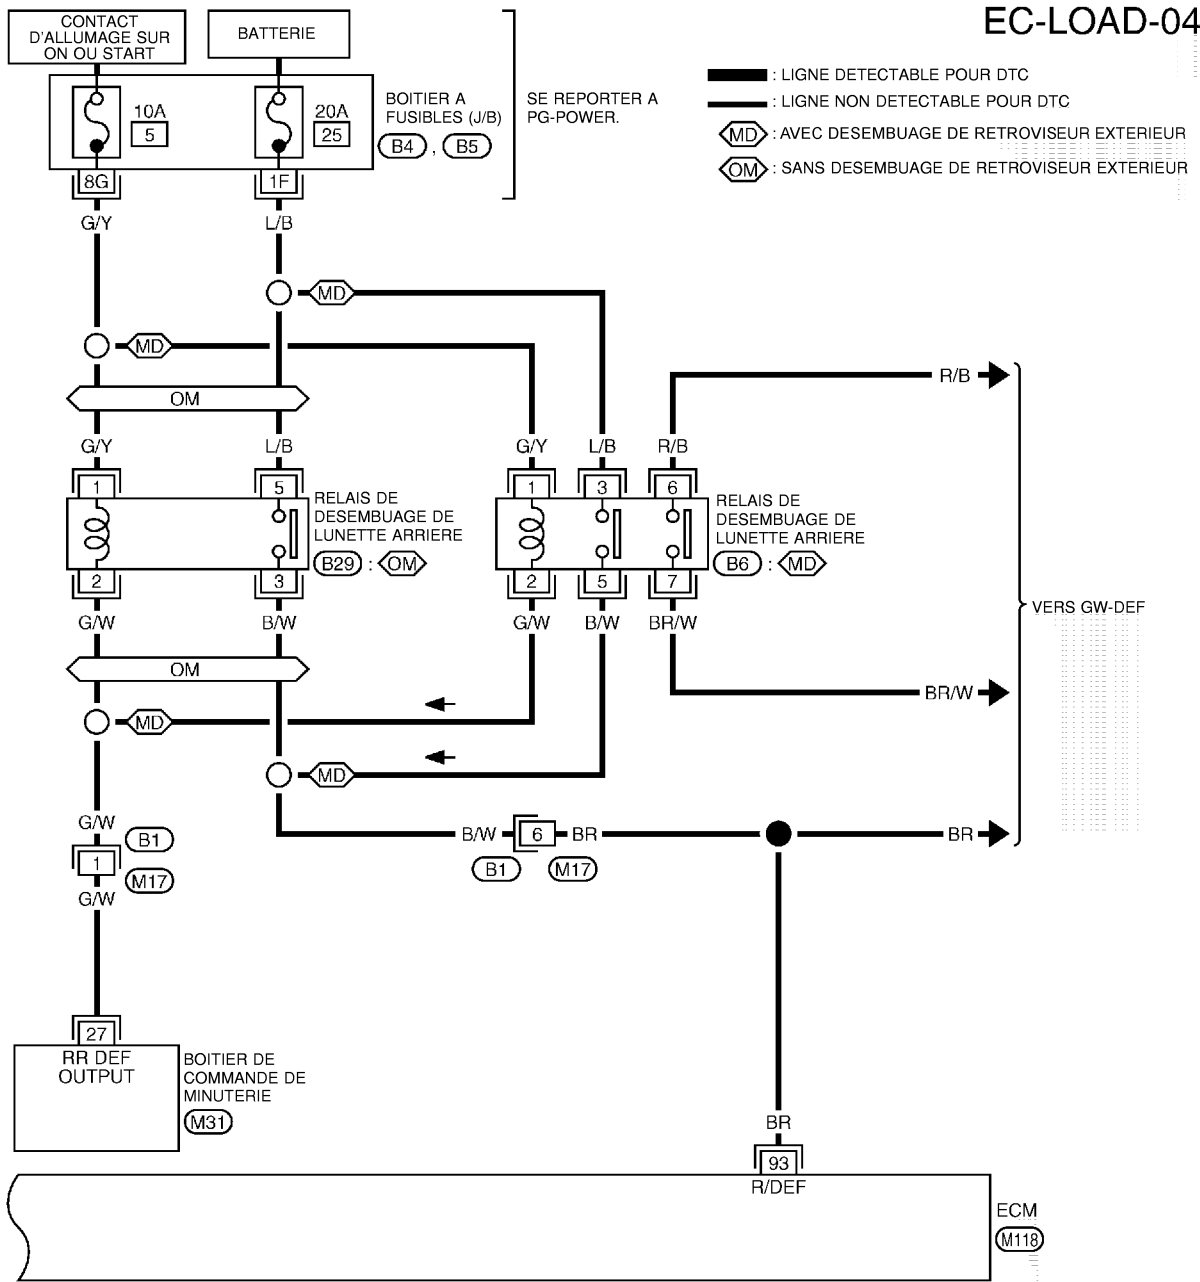 EC-LOAD-04
CONTACT
D'ALLUMAGE SUR
ON OU START
BATTERIE
10A
5
20A
25
BOITIER A
FUSIBLES (J/B)
B4 , B5
SE REPORTER A
PG-POWER.
: LIGNE DETECTABLE POUR DTC
: LIGNE NON DETECTABLE POUR DTC
MD : AVEC DESEMBUAGE DE RETROVISEUR EXTERIEUR
OM : SANS DESEMBUAGE DE RETROVISEUR EXTERIEUR
8G
1F
G/Y
L/B
MD
MD
R/B
OM
G/Y
L/B
G/Y
L/B
R/B
1
5
1
3
6
RELAIS DE
DESEMBUAGE DE
LUNETTE ARRIERE
B29 : OM
RELAIS DE
DESEMBUAGE DE
LUNETTE ARRIERE
B6 : MD
2
3
2
5
7
G/W
B/W
G/W
B/W
BR/W
VERS GW-DEF
OM
BR/W
MD
MD
G/W
B1
1
M17
G/W
B/W
6
BR
B1
M17
BR
27
RR DEF
OUTPUT
BOITIER DE
COMMANDE DE
MINUTERIE
M31
BR
93
R/DEF
ECM
M118